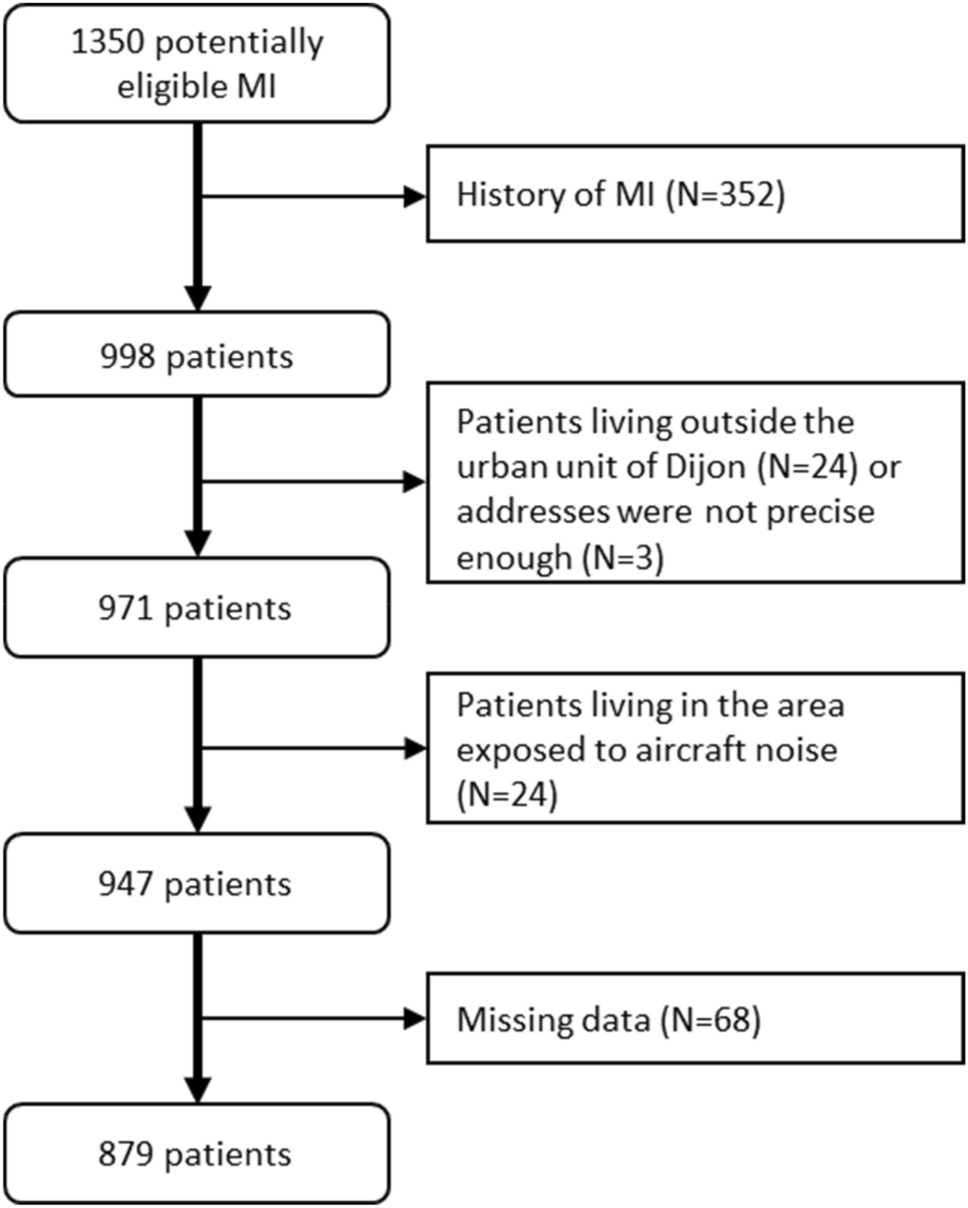 1350 potentially
eligible MI
History of MI (N=352)
998 patients
Patients living outside the
urban unit of Dijon (N=24) or
addresses were not precise
enough (N=3)
971 patients
Patients living in the area
exposed to aircraft noise
(N=24)
947 patients
Missing data (N=68)
879 patients